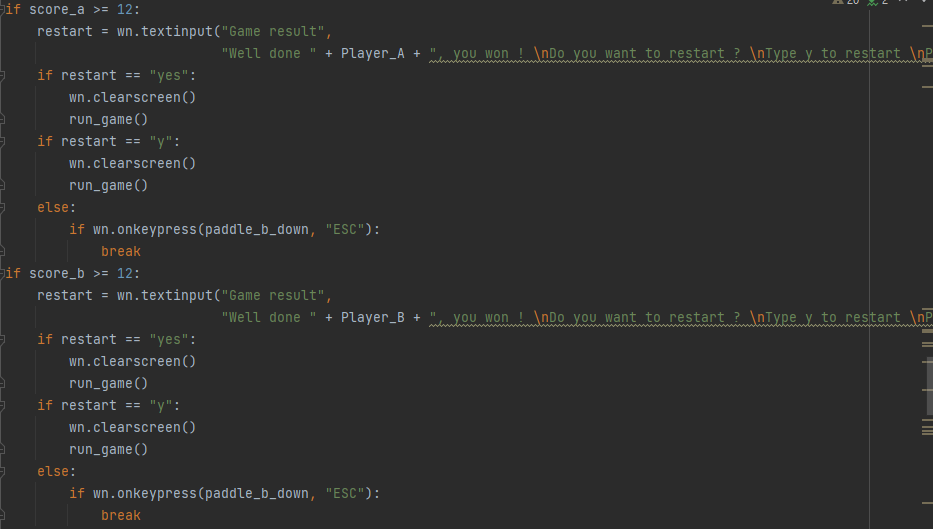 20 2
if score_a >= 12:
restart = wn.textinput("Game result",
"Well done " + Player_A + ", you won ! \nDo you want to restart ? \nType y to restart \nP
if restart == "yes":
wn.clearscreen()
run_game()
if restart == "y":
wn.clearscreen()
run_game()
else:
if wn.onkeypress(paddle_b_down, "ESC"):
break
if score_b >= 12:
restart = wn.textinput("Game result",
"Well done " + Player_B + ", you won ! \nDo you want to restart ? \nType y to restart \nP
if restart == "yes":
wn.clearscreen()
run_game()
if restart == "y":
wn.clearscreen()
run_game()
else:
if wn.onkeypress(paddle_b_down, "ESC"):
break